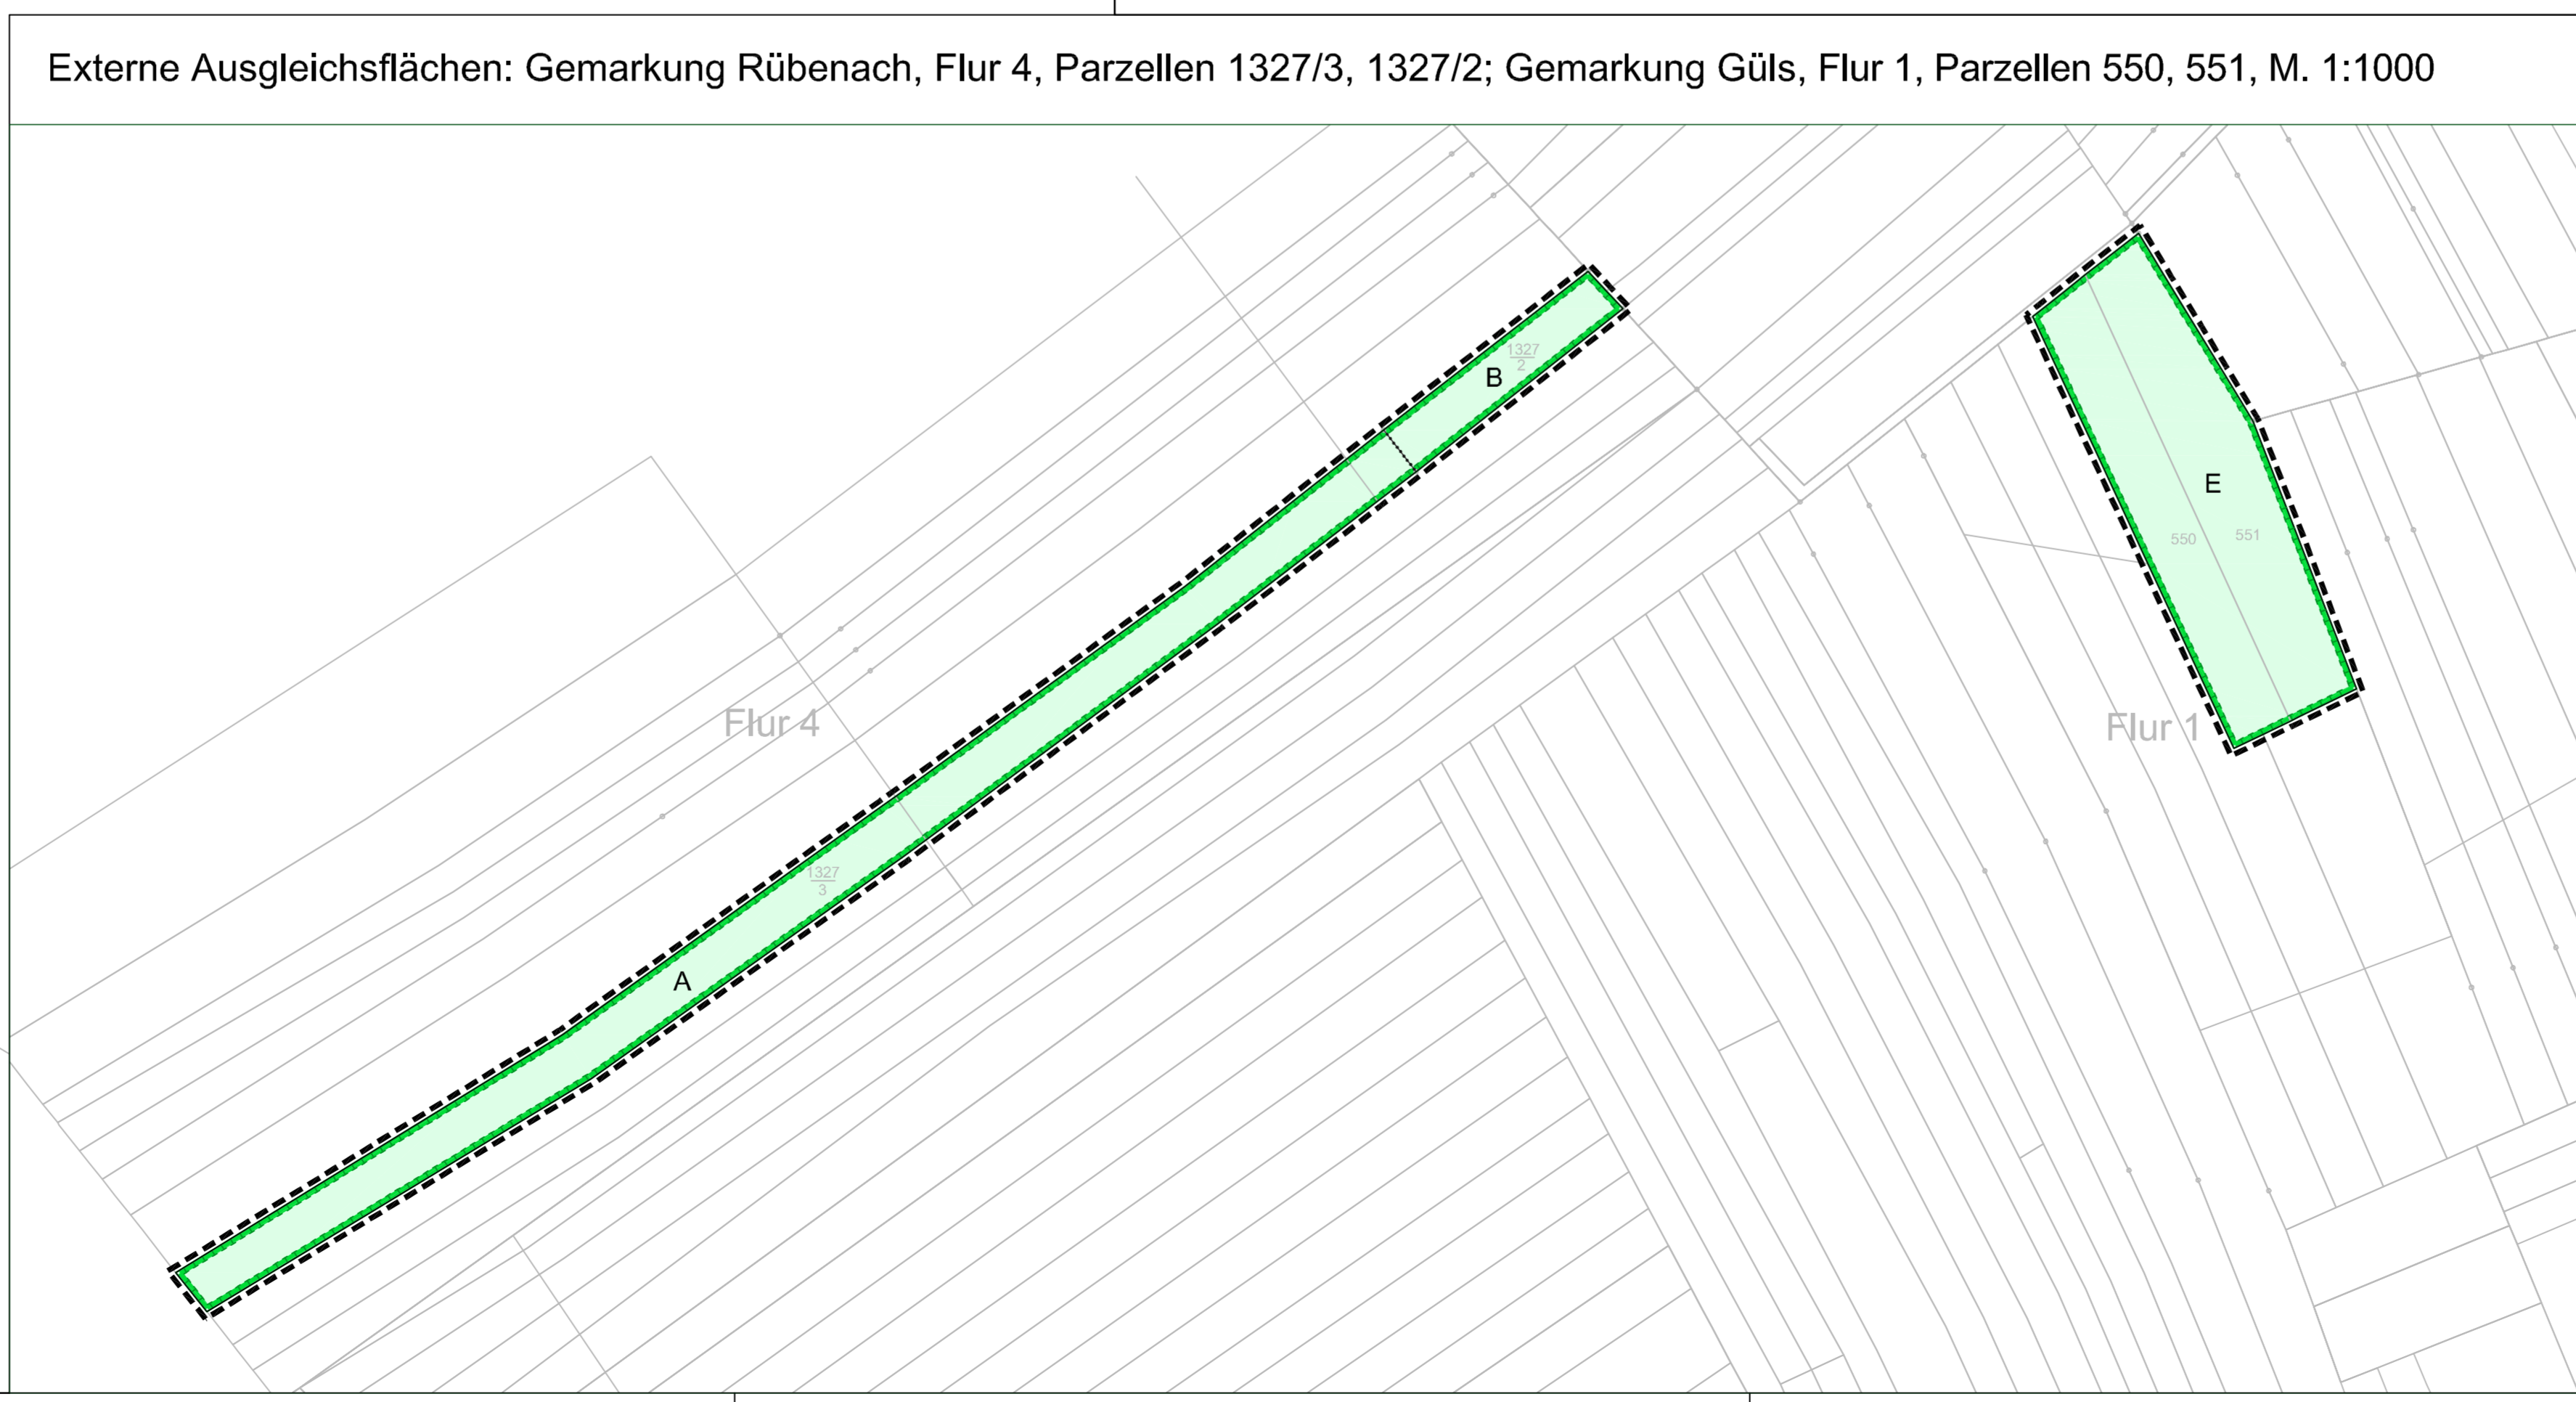 Externe Ausgleichsflächen: Gemarkung Rübenach, Flur 4, Parzellen 1327/3, 1327/2; Gemarkung Güls, Flur 1, Parzellen 550, 551, M. 1:1000
1327
2
B
E
550
551
Flur 4
Flur 1
1327
3
A